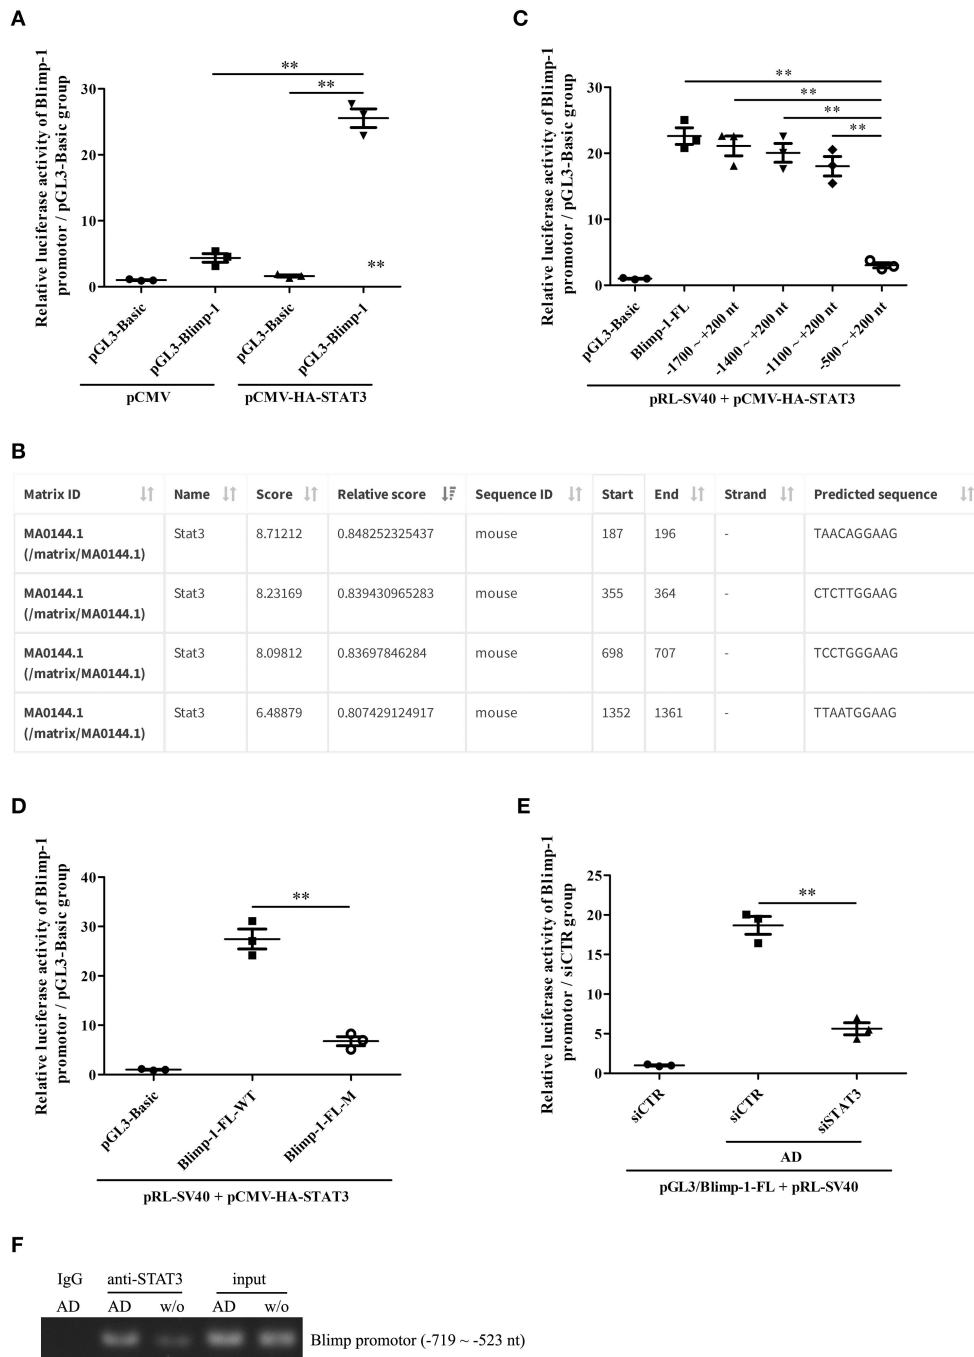 A
Relative luciferase activity of Blimp-1
promotor / pGL3-Basic group
30
20
10
0
**
**
**
pGL3-Basic
pGL3-Blimp-1
pGL3-Basic
pGL3-Blimp-1
pCMV
pCMV-HA-STAT3
C
Relative luciferase activity of Blimp-1
promotor / pGL3-Basic group
30
20
10
0
**
**
**
**
pGL3-Basic
Blimp-1-FL
-1700 ~ +200 nt
-1400 ~ +200 nt
-1100 ~ +200 nt
-500 ~ +200 nt
pRL-SV40 + pCMV-HA-STAT3
B
Matrix ID Name Score Relative score Sequence ID Start End Strand Predicted sequence
MA0144.1 Stat3 8.71212 0.848252325437 mouse 187 196 - TAACAGGAAG
(/matrix/MA0144.1)
MA0144.1 Stat3 8.23169 0.839430965283 mouse 355 364 - CTCTTGGAAG
(/matrix/MA0144.1)
MA0144.1 Stat3 8.09812 0.83697846284 mouse 698 707 - TCCTGGGAAG
(/matrix/MA0144.1)
MA0144.1 Stat3 6.48879 0.807429124917 mouse 1352 1361 - TTAATGGAAG
(/matrix/MA0144.1)
D
Relative luciferase activity of Blimp-1
promotor / pGL3-Basic group
40
30
20
10
0
**
pGL3-Basic
Blimp-1-FL-WT
Blimp-1-FL-M
pRL-SV40 + pCMV-HA-STAT3
E
Relative luciferase activity of Blimp-1
promotor / siCTR group
25
20
15
10
5
0
**
siCTR
siCTR
siSTAT3
AD
pGL3/Blimp-1-FL + pRL-SV40
F
IgG anti-STAT3 input
AD AD w/o AD w/o
Blimp promotor (-719 ~ -523 nt)